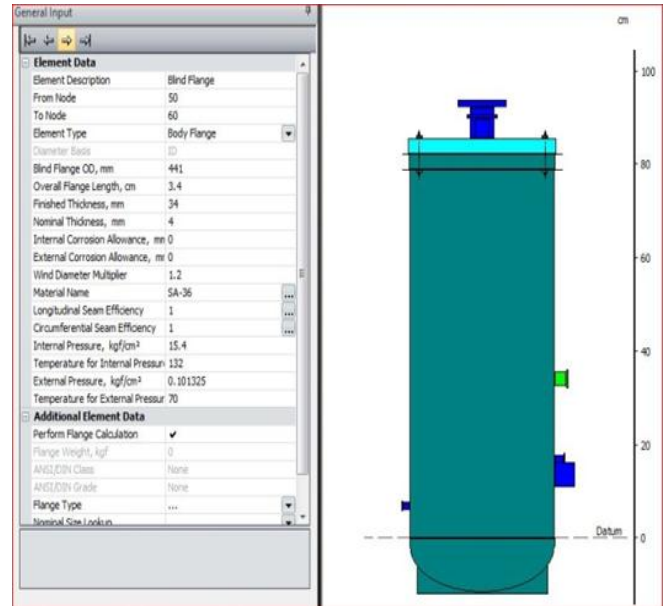 General Input
Element Data
Element Description Blind Flange
From Node 50
To Node 60
Element Type Body Flange
Diameter Basis ID
Blind Flange OD, mm 441
Overall Flange Length, cm 3.4
Finished Thickness, mm 34
Nominal Thickness, mm 4
Internal Corrosion Allowance, mm 0
External Corrosion Allowance, mm 0
Wind Diameter Multiplier 1.2
Material Name SA-36 ...
Longitudinal Seam Efficiency 1 ...
Circumferential Seam Efficiency 1 ...
Internal Pressure, kgf/cm² 15.4
Temperature for Internal Pressur 132
External Pressure, kgf/cm² 0.101325
Temperature for External Pressur 70
Additional Element Data
Perform Flange Calculation ✔
Flange Weight, kgf 0
ANSI/DIN Class None
ANSI/DIN Grade None
Flange Type ...
Nominal Size Lookup
cm
100
80
60
40
20
Datum 0